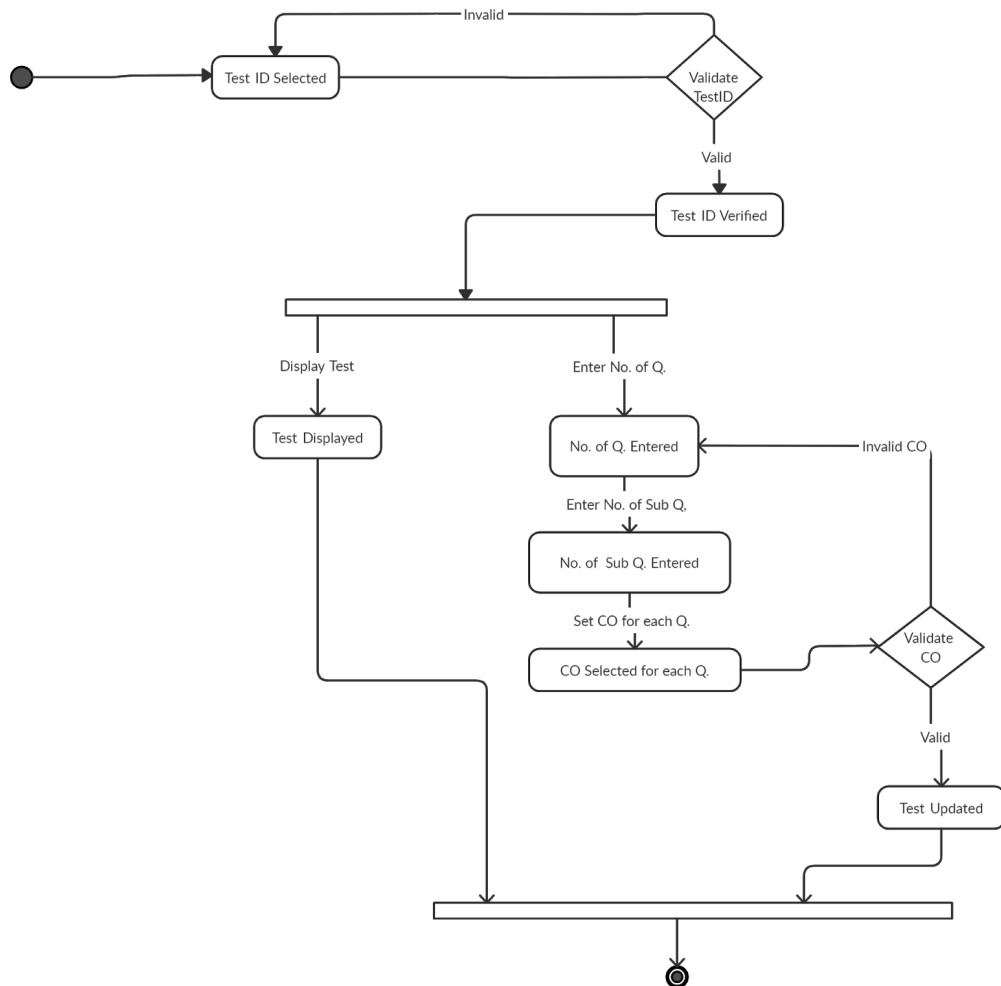 Invalid
Test ID Selected
Validate
TestID
Valid
Test ID Verified
Display Test
Enter No. of Q.
Test Displayed
No. of Q. Entered
Invalid CO
Enter No. of Sub Q,
No. of Sub Q. Entered
Set CO for each Q.
Validate
CO
CO Selected for each Q.
Valid
Test Updated